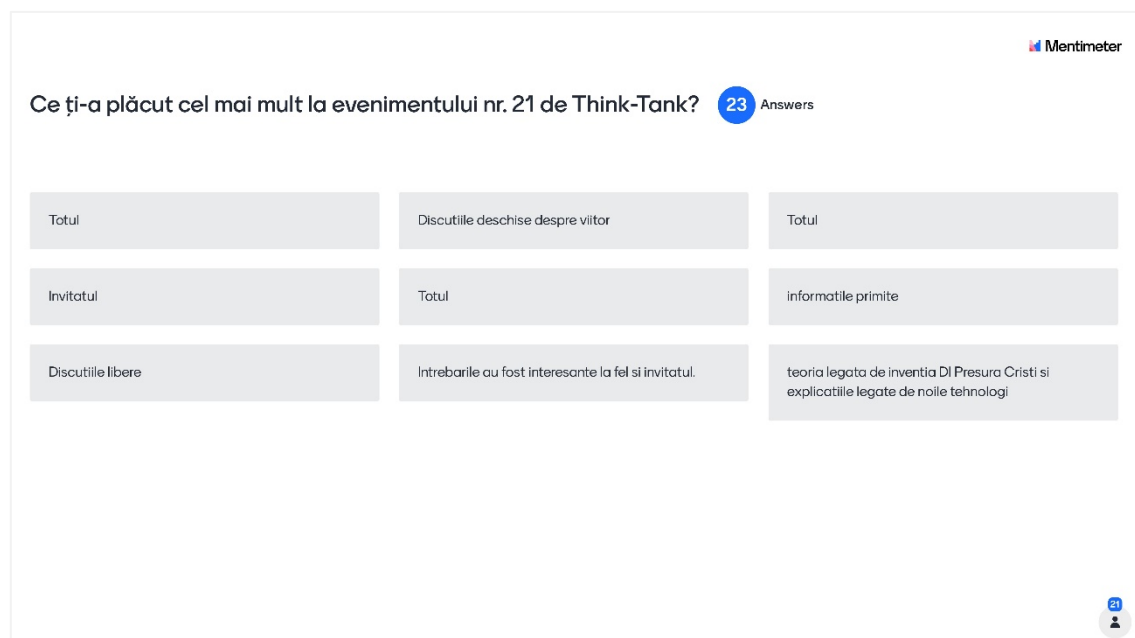 Mentimeter
Ce ți-a plăcut cel mai mult la evenimentului nr. 21 de Think-Tank?
23 Answers
Totul
Discutiile deschise despre viitor
Totul
Invitatul
Totul
informatile primite
Discutiile libere
Intrebarile au fost interesante la fel si invitatul.
teoria legata de inventia Dl Presura Cristi si
explicatiile legate de noile tehnologi
21